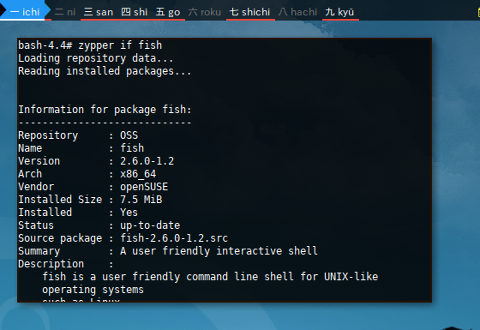 一 ichi 二 ni 三 san 四 shi 五 go 六 roku 七 shichi 八 hachi 九 kyū
bash-4.4# zypper if fish
Loading repository data...
Reading installed packages...
Information for package fish:
-----------------------------
Repository     : OSS
Name           : fish
Version        : 2.6.0-1.2
Arch           : x86_64
Vendor         : openSUSE
Installed Size : 7.5 MiB
Installed      : Yes
Status         : up-to-date
Source package : fish-2.6.0-1.2.src
Summary        : A user friendly interactive shell
Description    :
    fish is a user friendly command line shell for UNIX-like
    operating systems
    such as Linux